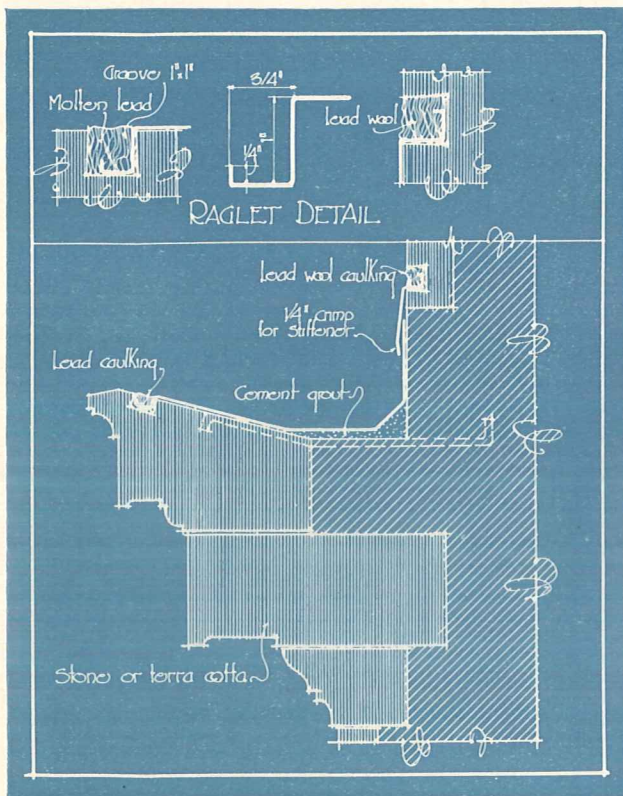 Groove 1"x1"
Molten lead
3/4"
1"
1/4"
Lead wool
RAGLET DETAIL
Lead wool caulking
1/4" crimp
for stiffener
Lead caulking
Cement grout
Stone or terra cotta